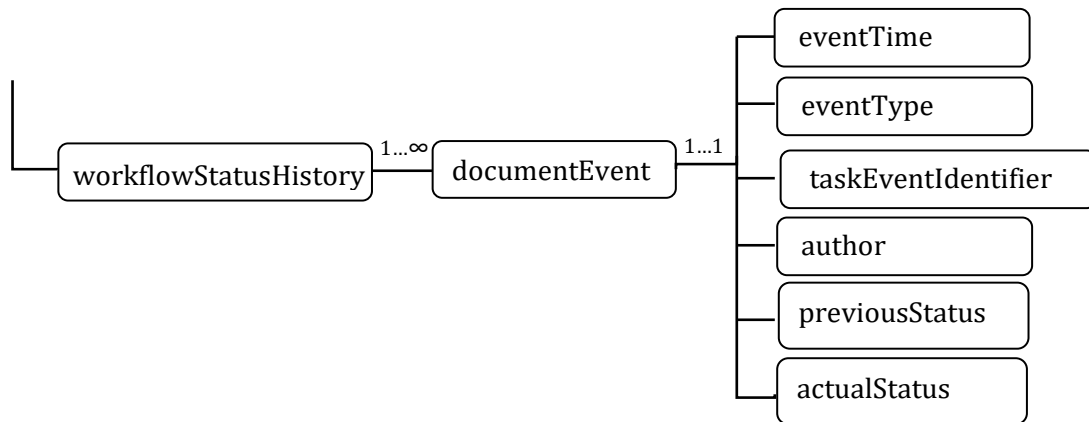 eventTime
eventType
workflowStatusHistory
1...∞
documentEvent
1...1
taskEventIdentifier
author
previousStatus
actualStatus